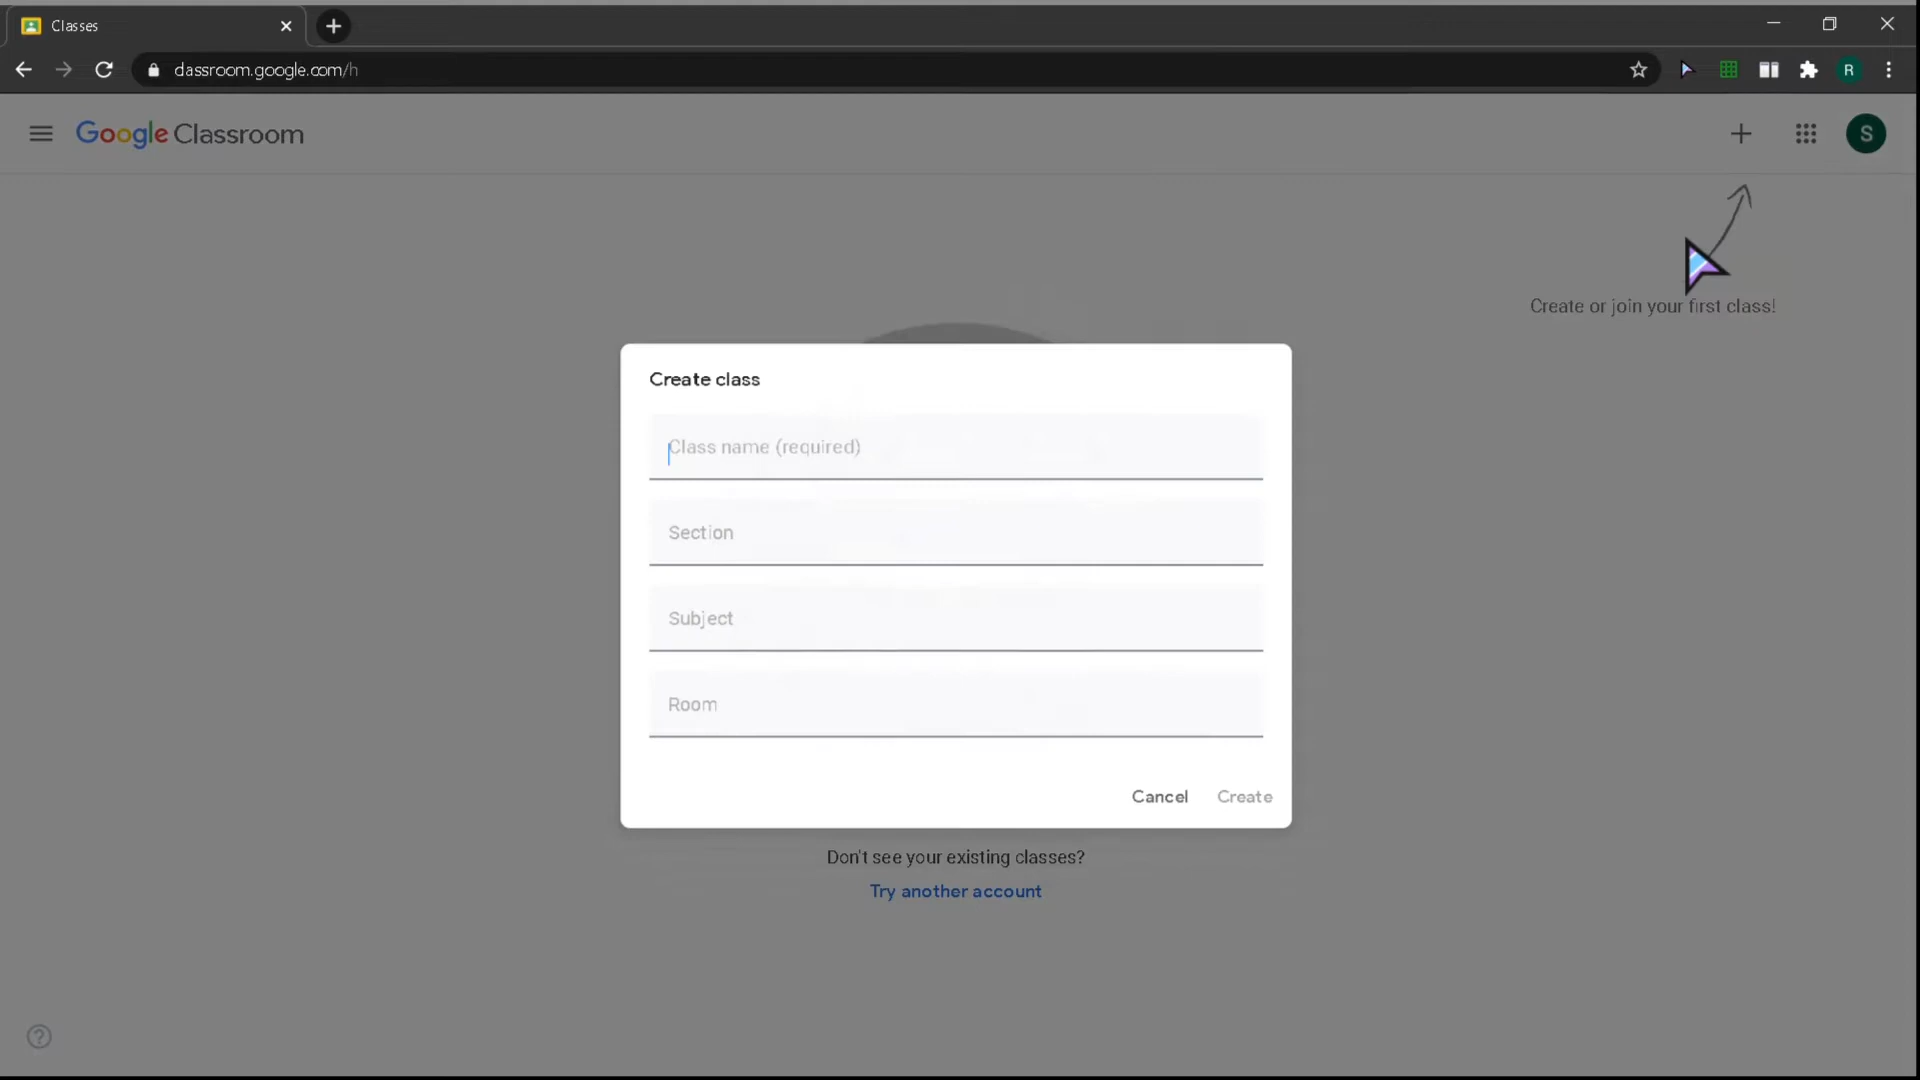 Classes
classroom.google.com/h
R
Google Classroom
S
Create or join your first class!
Create class
Class name (required)
Section
Subject
Room
Cancel Create
Don't see your existing classes?
Try another account